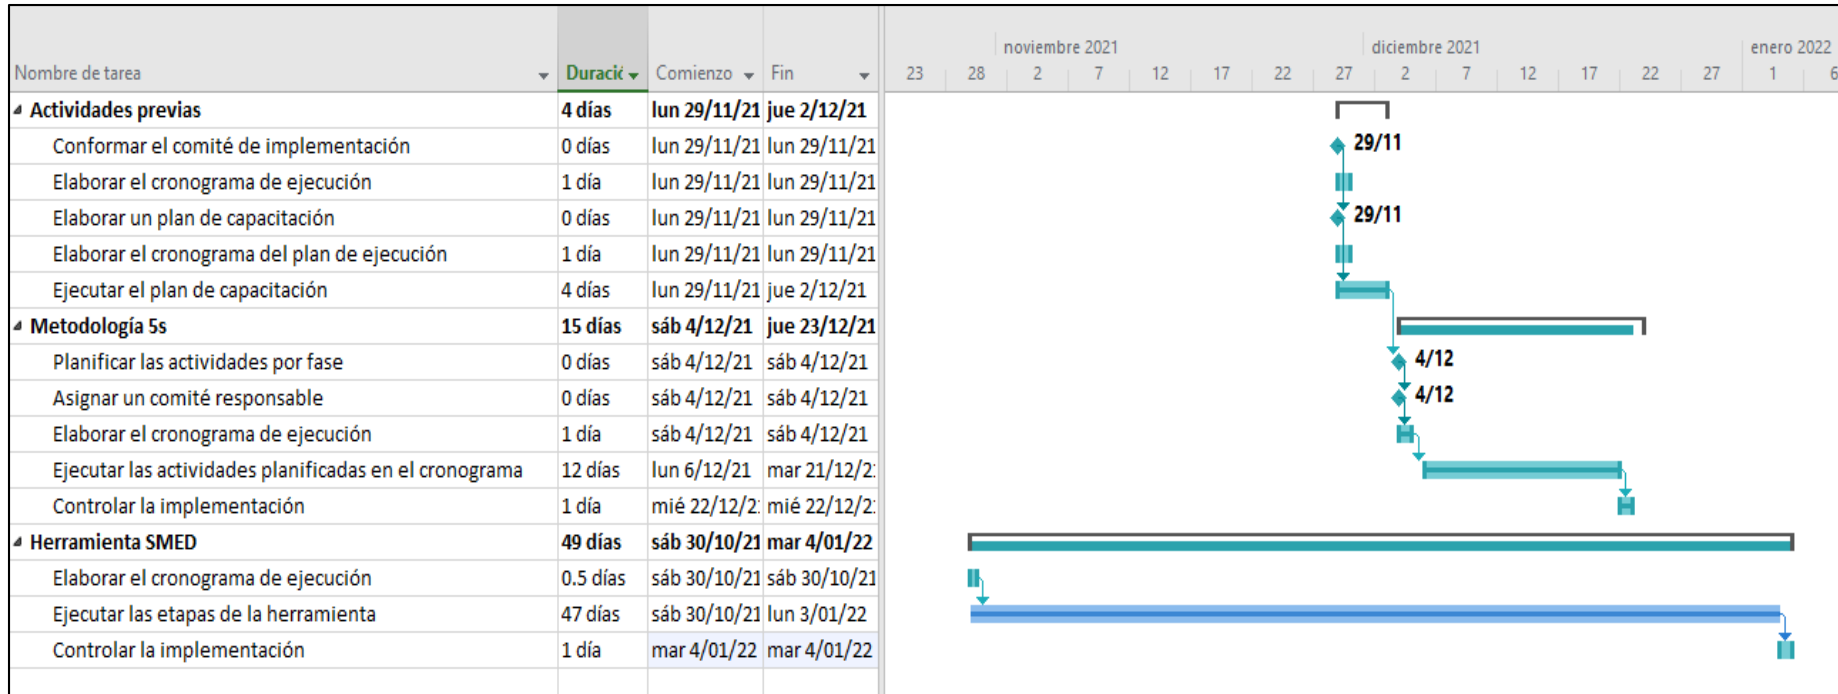 noviembre 2021 diciembre 2021 enero 2022
Nombre de tarea Duració Comienzo Fin 23 28 2 7 12 17 22 27 2 7 12 17 22 27 1 6
Actividades previas 4 días lun 29/11/21 jue 2/12/21
Conformar el comité de implementación 0 días lun 29/11/21 lun 29/11/21 29/11
Elaborar el cronograma de ejecución 1 día lun 29/11/21 lun 29/11/21
Elaborar un plan de capacitación 0 días lun 29/11/21 lun 29/11/21 29/11
Elaborar el cronograma del plan de ejecución 1 día lun 29/11/21 lun 29/11/21
Ejecutar el plan de capacitación 4 días lun 29/11/21 jue 2/12/21
Metodología 5s 15 días sáb 4/12/21 jue 23/12/21
Planificar las actividades por fase 0 días sáb 4/12/21 sáb 4/12/21 4/12
Asignar un comité responsable 0 días sáb 4/12/21 sáb 4/12/21 4/12
Elaborar el cronograma de ejecución 1 día sáb 4/12/21 sáb 4/12/21
Ejecutar las actividades planificadas en el cronograma 12 días lun 6/12/21 mar 21/12/2
Controlar la implementación 1 día mié 22/12/2 mié 22/12/2
Herramienta SMED 49 días sáb 30/10/21 mar 4/01/22
Elaborar el cronograma de ejecución 0.5 días sáb 30/10/21 sáb 30/10/21
Ejecutar las etapas de la herramienta 47 días sáb 30/10/21 lun 3/01/22
Controlar la implementación 1 día mar 4/01/22 mar 4/01/22